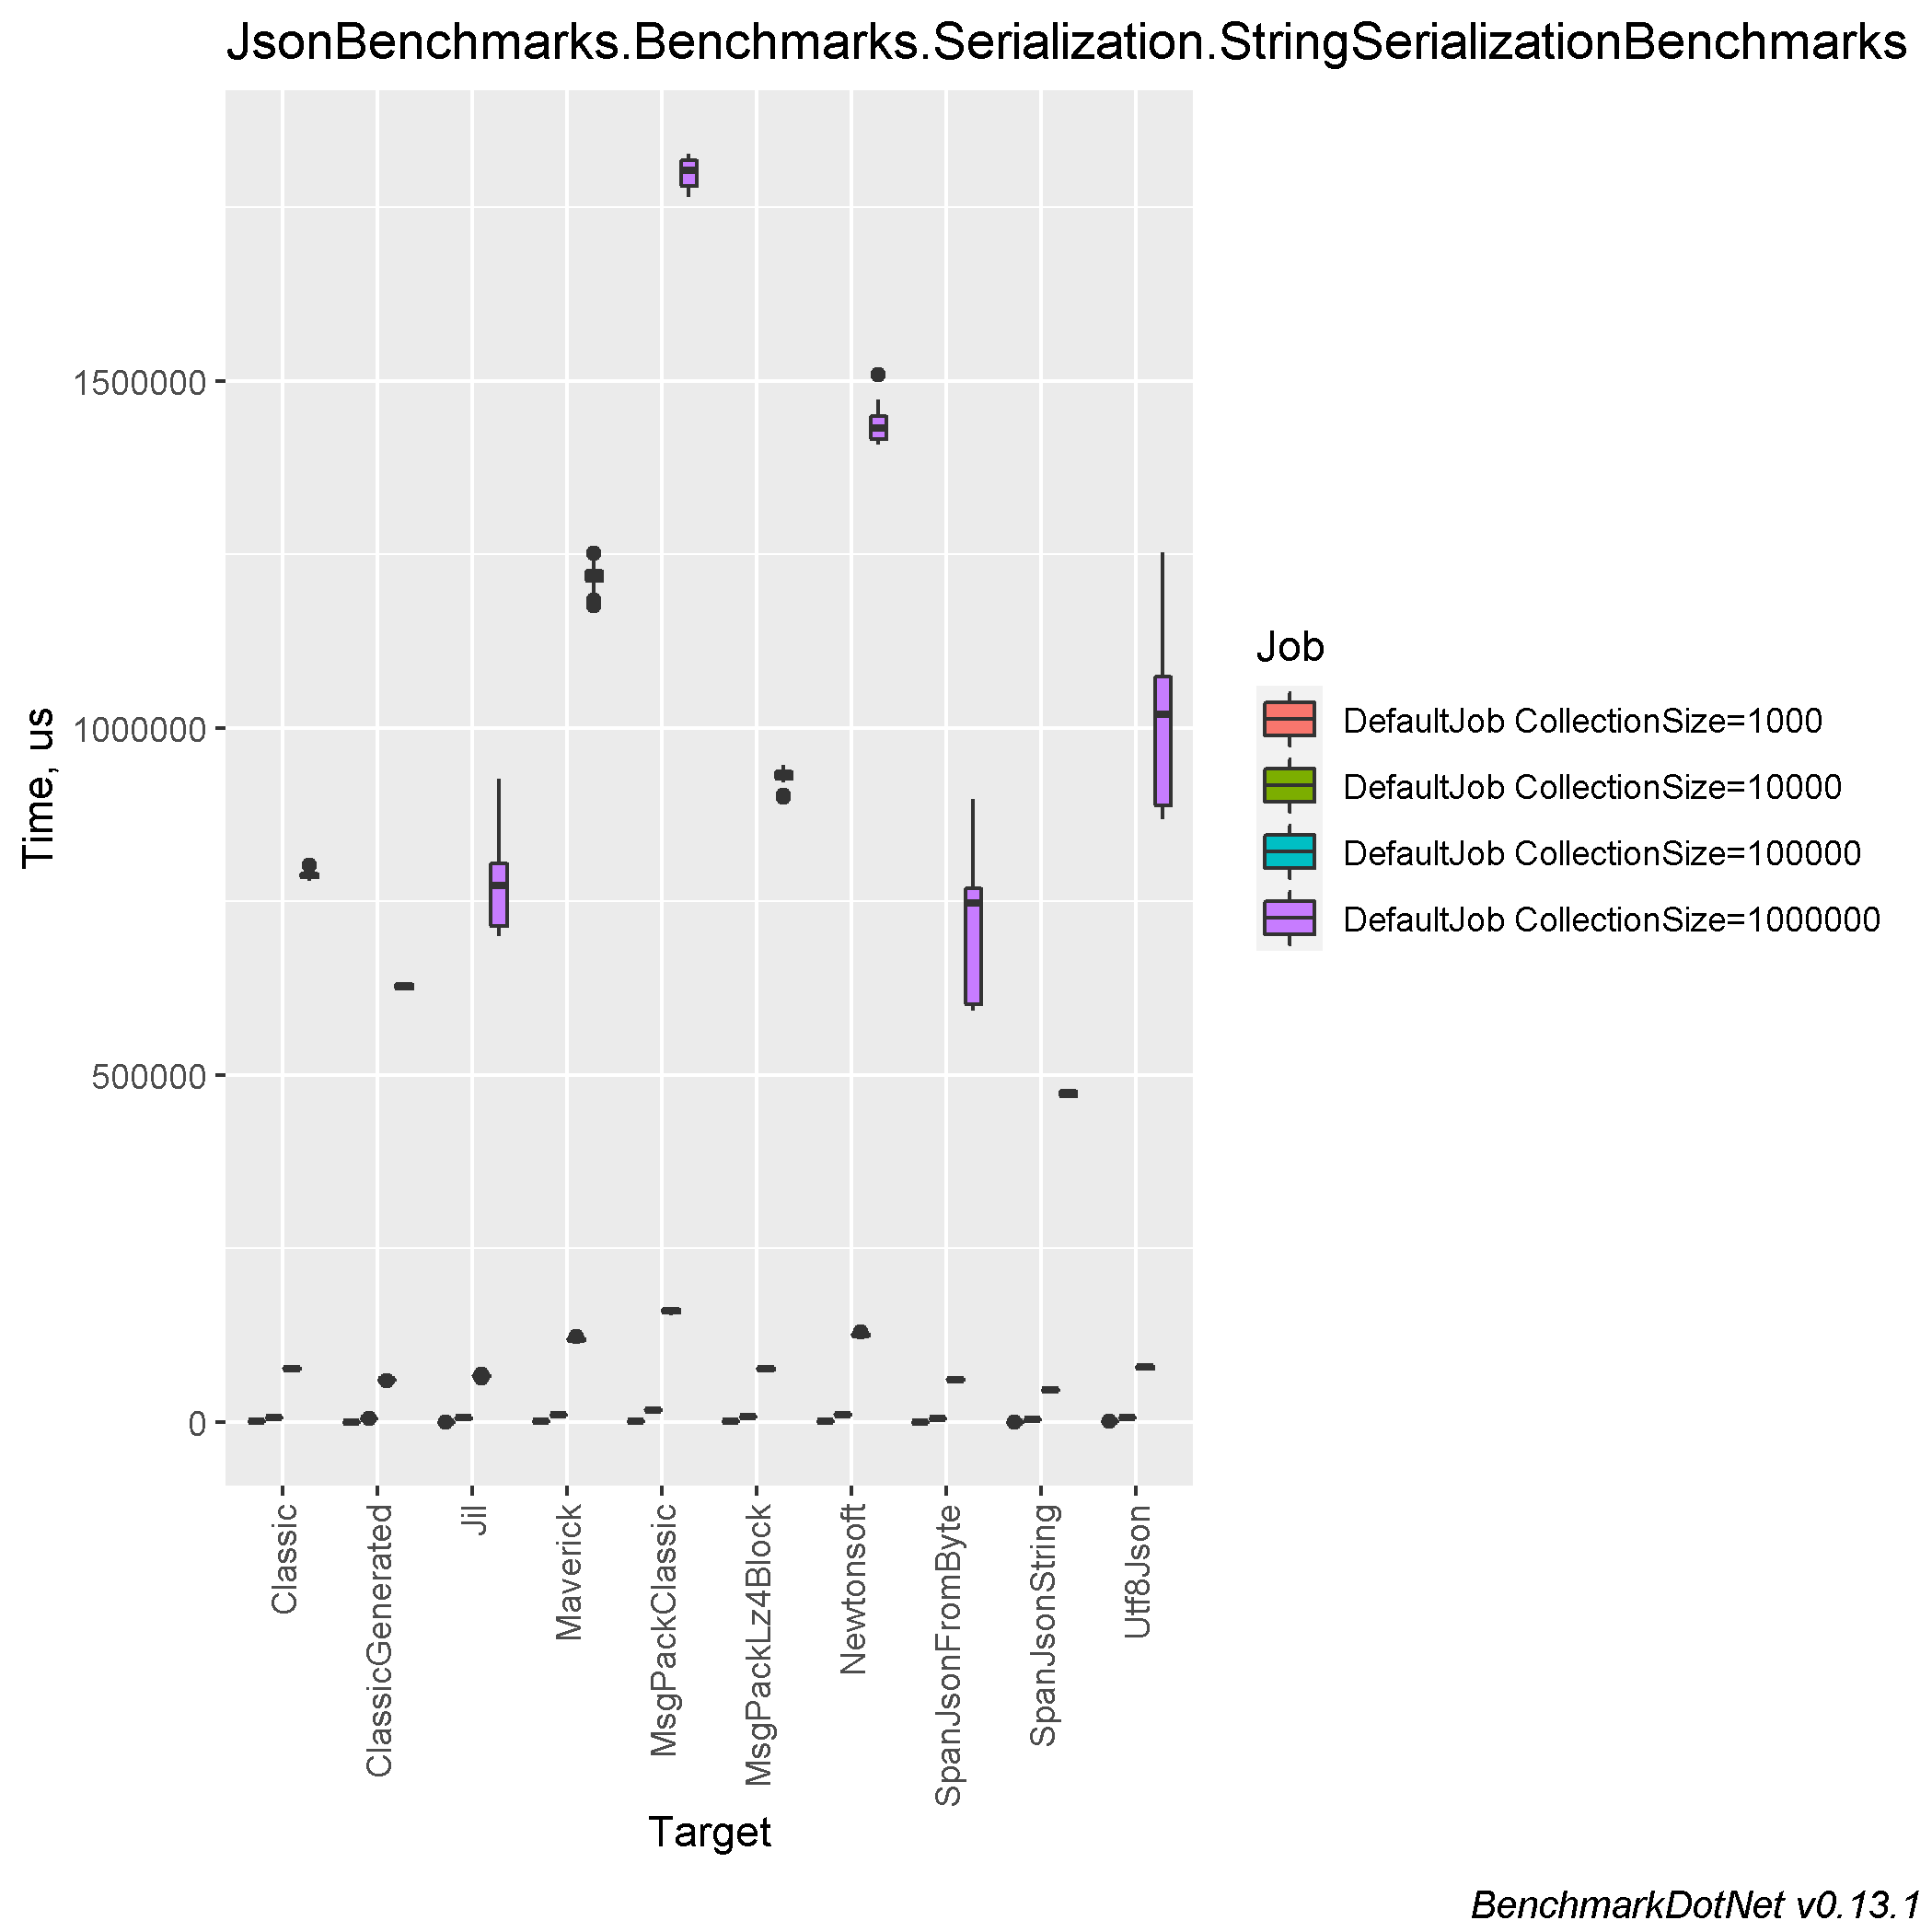 JsonBenchmarks.Benchmarks.Serialization.StringSerializationBenchmarks
1500000
1000000
500000
0
Time, us
Classic
ClassicGenerated
Jil
Maverick
MsgPackClassic
MsgPackLz4Block
Newtonsoft
SpanJsonFromByte
SpanJsonString
Utf8Json
Target
Job
DefaultJob CollectionSize=1000
DefaultJob CollectionSize=10000
DefaultJob CollectionSize=100000
DefaultJob CollectionSize=1000000
BenchmarkDotNet v0.13.1